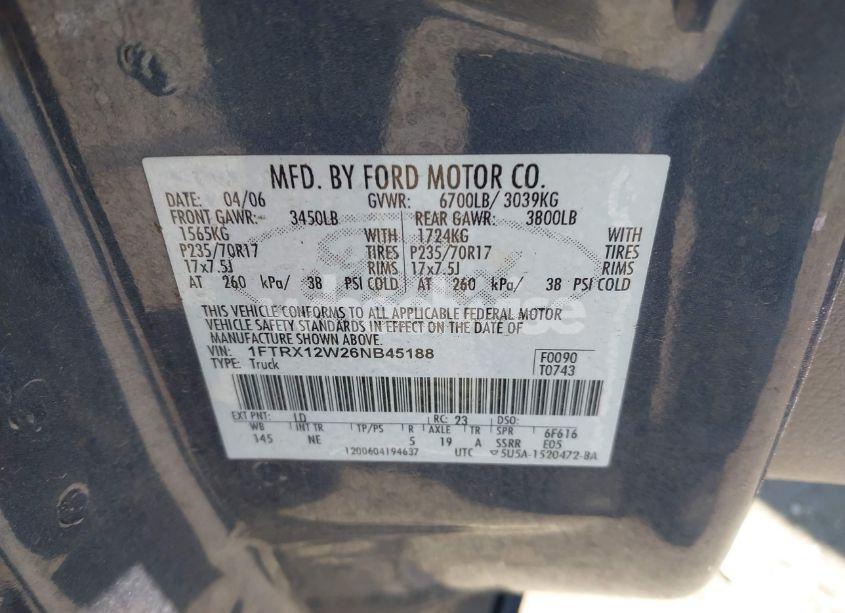 MFD. BY FORD MOTOR CO.
DATE: 04/06 GVWR: 6700LB/ 3039KG
FRONT GAWR: 3450LB REAR GAWR: 3800LB
1565KG WITH 1724KG WITH
P235/70R17 TIRES P235/70R17 TIRES
17x7.5J RIMS 17x7.5J RIMS
AT 260 kPa/ 38 PSI COLD AT 260 kPa/ 38 PSI COLD
THIS VEHICLE CONFORMS TO ALL APPLICABLE FEDERAL MOTOR
VEHICLE SAFETY STANDARDS IN EFFECT ON THE DATE OF
MANUFACTURE SHOWN ABOVE.
VIN: 1FTRX12W26NB45188 F0090
TYPE: Truck T0743
EXT PNT: LD RC: 23 DSO:
WB INT TR TP/PS R AXLE TR SPR 6F616
145 NE 5 19 A SSRR E05
1200604194637 UTC ▽5U5A-1520472-BA